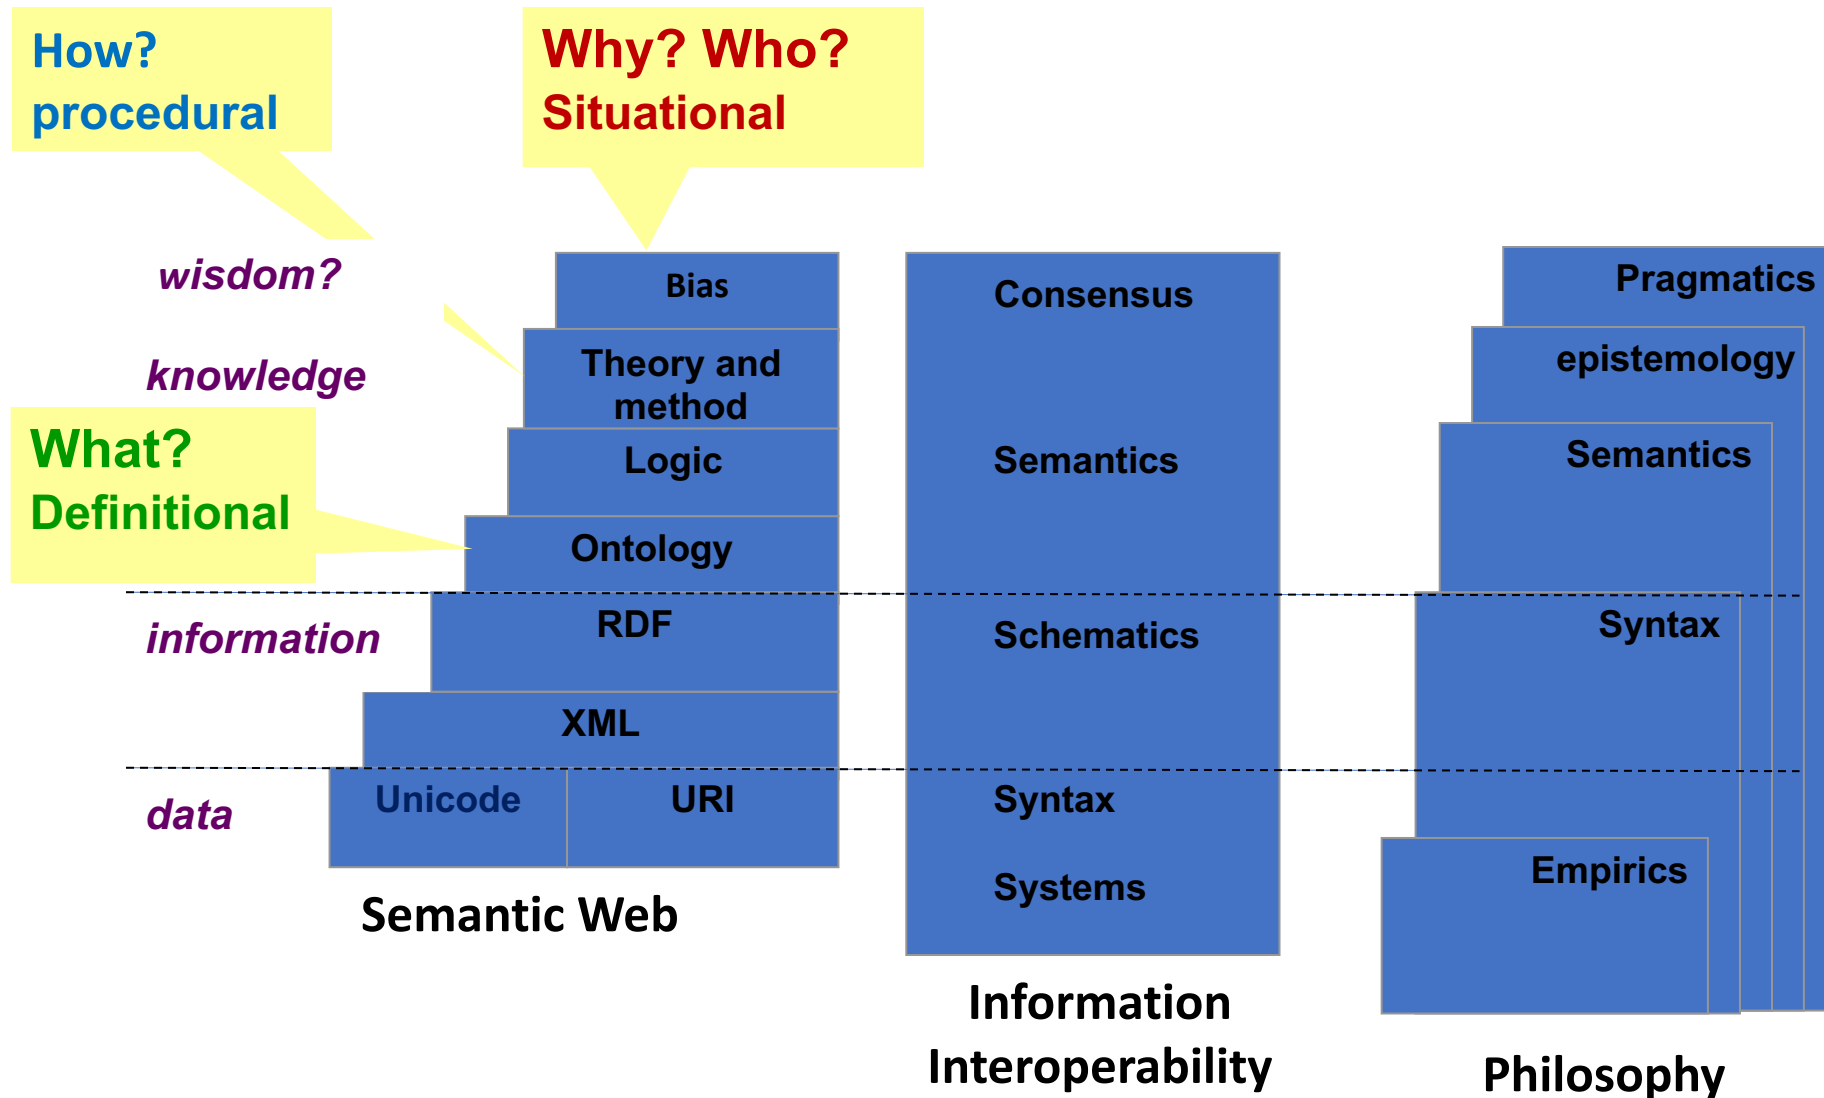 How?
procedural
Why? Who?
Situational
wisdom?
knowledge
What?
Definitional
information
data
Bias
Theory and
method
Logic
Ontology
RDF
XML
Unicode
URI
Semantic Web
Consensus
Semantics
Schematics
Syntax
Systems
Information
Interoperability
Pragmatics
epistemology
Semantics
Syntax
Empirics
Philosophy